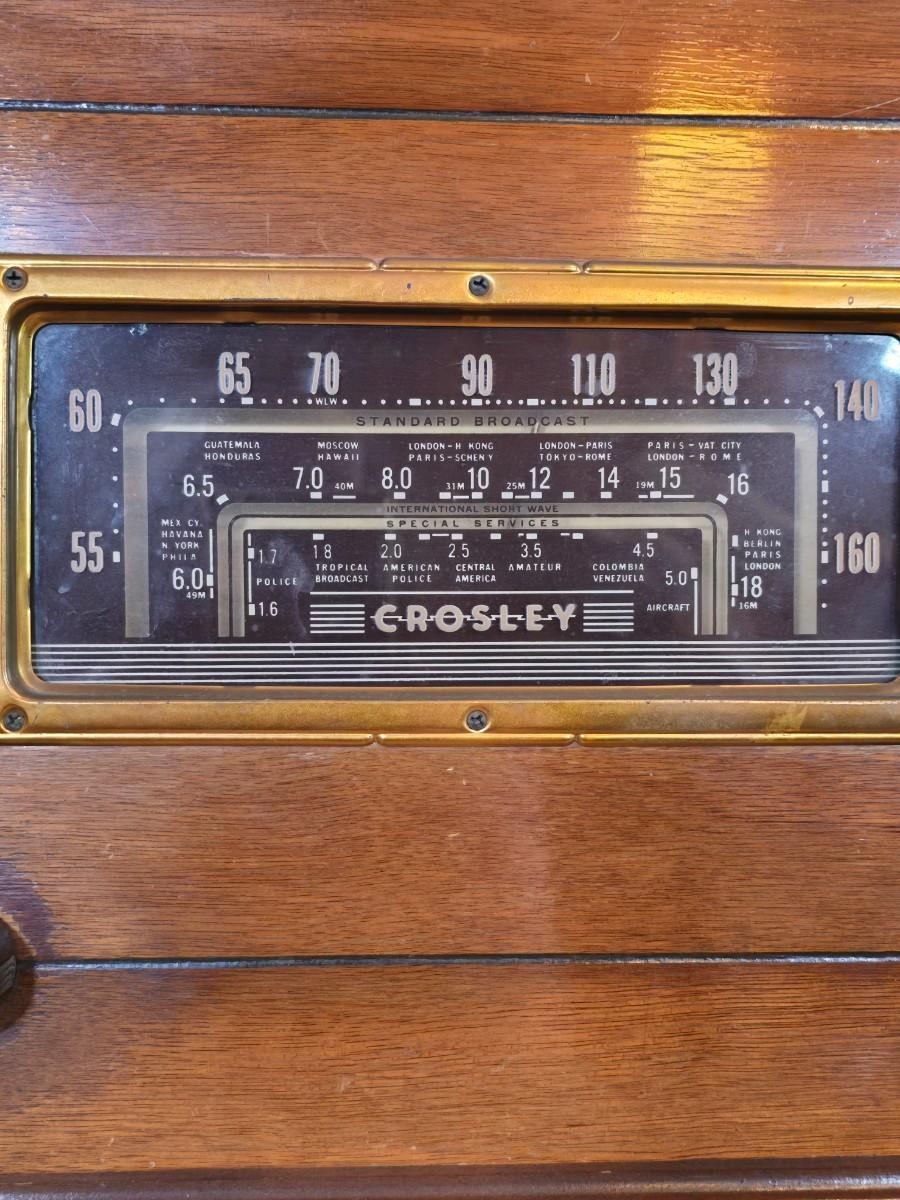 65 70 90 110 130
60 140
WLW
STANDARD BROADCAST
GUATEMALA MOSCOW LONDON-H KONG LONDON-PARIS PARIS-VAT. CITY
HONDURAS HAWAII PARIS-SCHEN'Y TOKYO-ROME LONDON-ROME
6.5 7.0 40M 8.0 31M 10 25M 12 14 19M 15 16
INTERNATIONAL SHORT WAVE
SPECIAL SERVICES
MEX CY.
HAVANA
N YORK
PHILA
6.0
49M
55 160
H KONG
BERLIN
PARIS
LONDON
18
16M
1.7 1 8 2.0 2.5 3.5 4.5
TROPICAL AMERICAN CENTRAL AMATEUR COLOMBIA
BROADCAST POLICE AMERICA VENEZUELA
POLICE 5.0
1.6 AIRCRAFT
CROSLEY